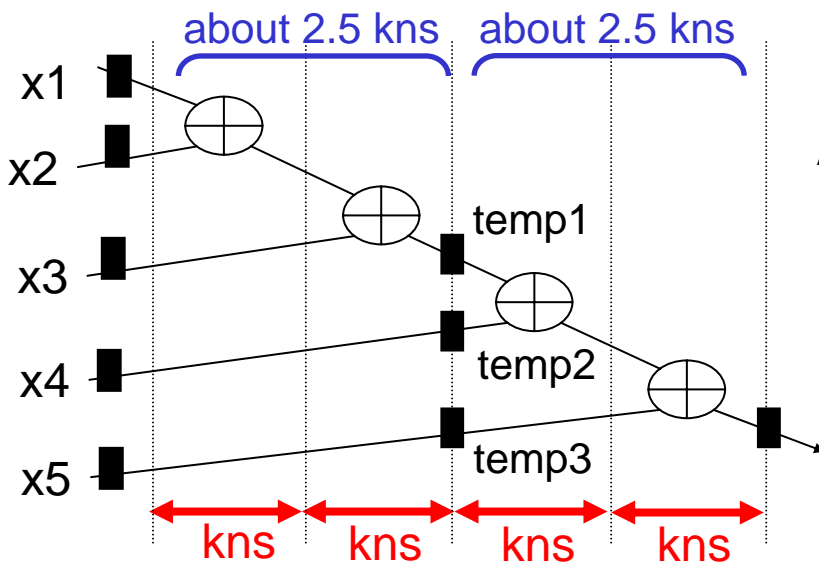 about 2.5 kns about 2.5 kns
x1
x2
x3
temp1
x4
temp2
x5
temp3
kns kns kns kns